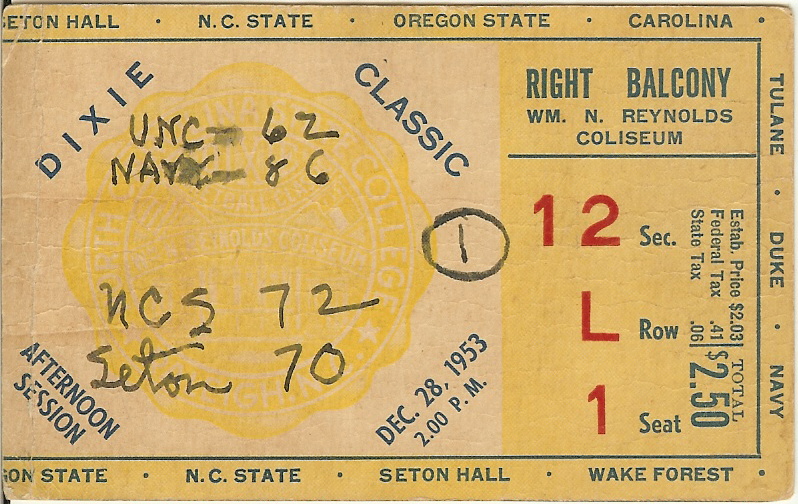 SETON HALL · N.C. STATE · OREGON STATE · CAROLINA ·
TULANE · DUKE · NAVY
DIXIE CLASSIC
UNC - 62
NAVY - 86
1
NCS 72
Seton 70
AFTERNOON
SESSION
DEC. 28, 1953
2.00 P.M.
RIGHT BALCONY
WM. N. REYNOLDS
COLISEUM
12 Sec.
L Row
1 Seat
Estab. Price $2.03
Federal Tax .41
State Tax .06
TOTAL
$2.50
GON STATE · N.C. STATE · SETON HALL · WAKE FOREST ·